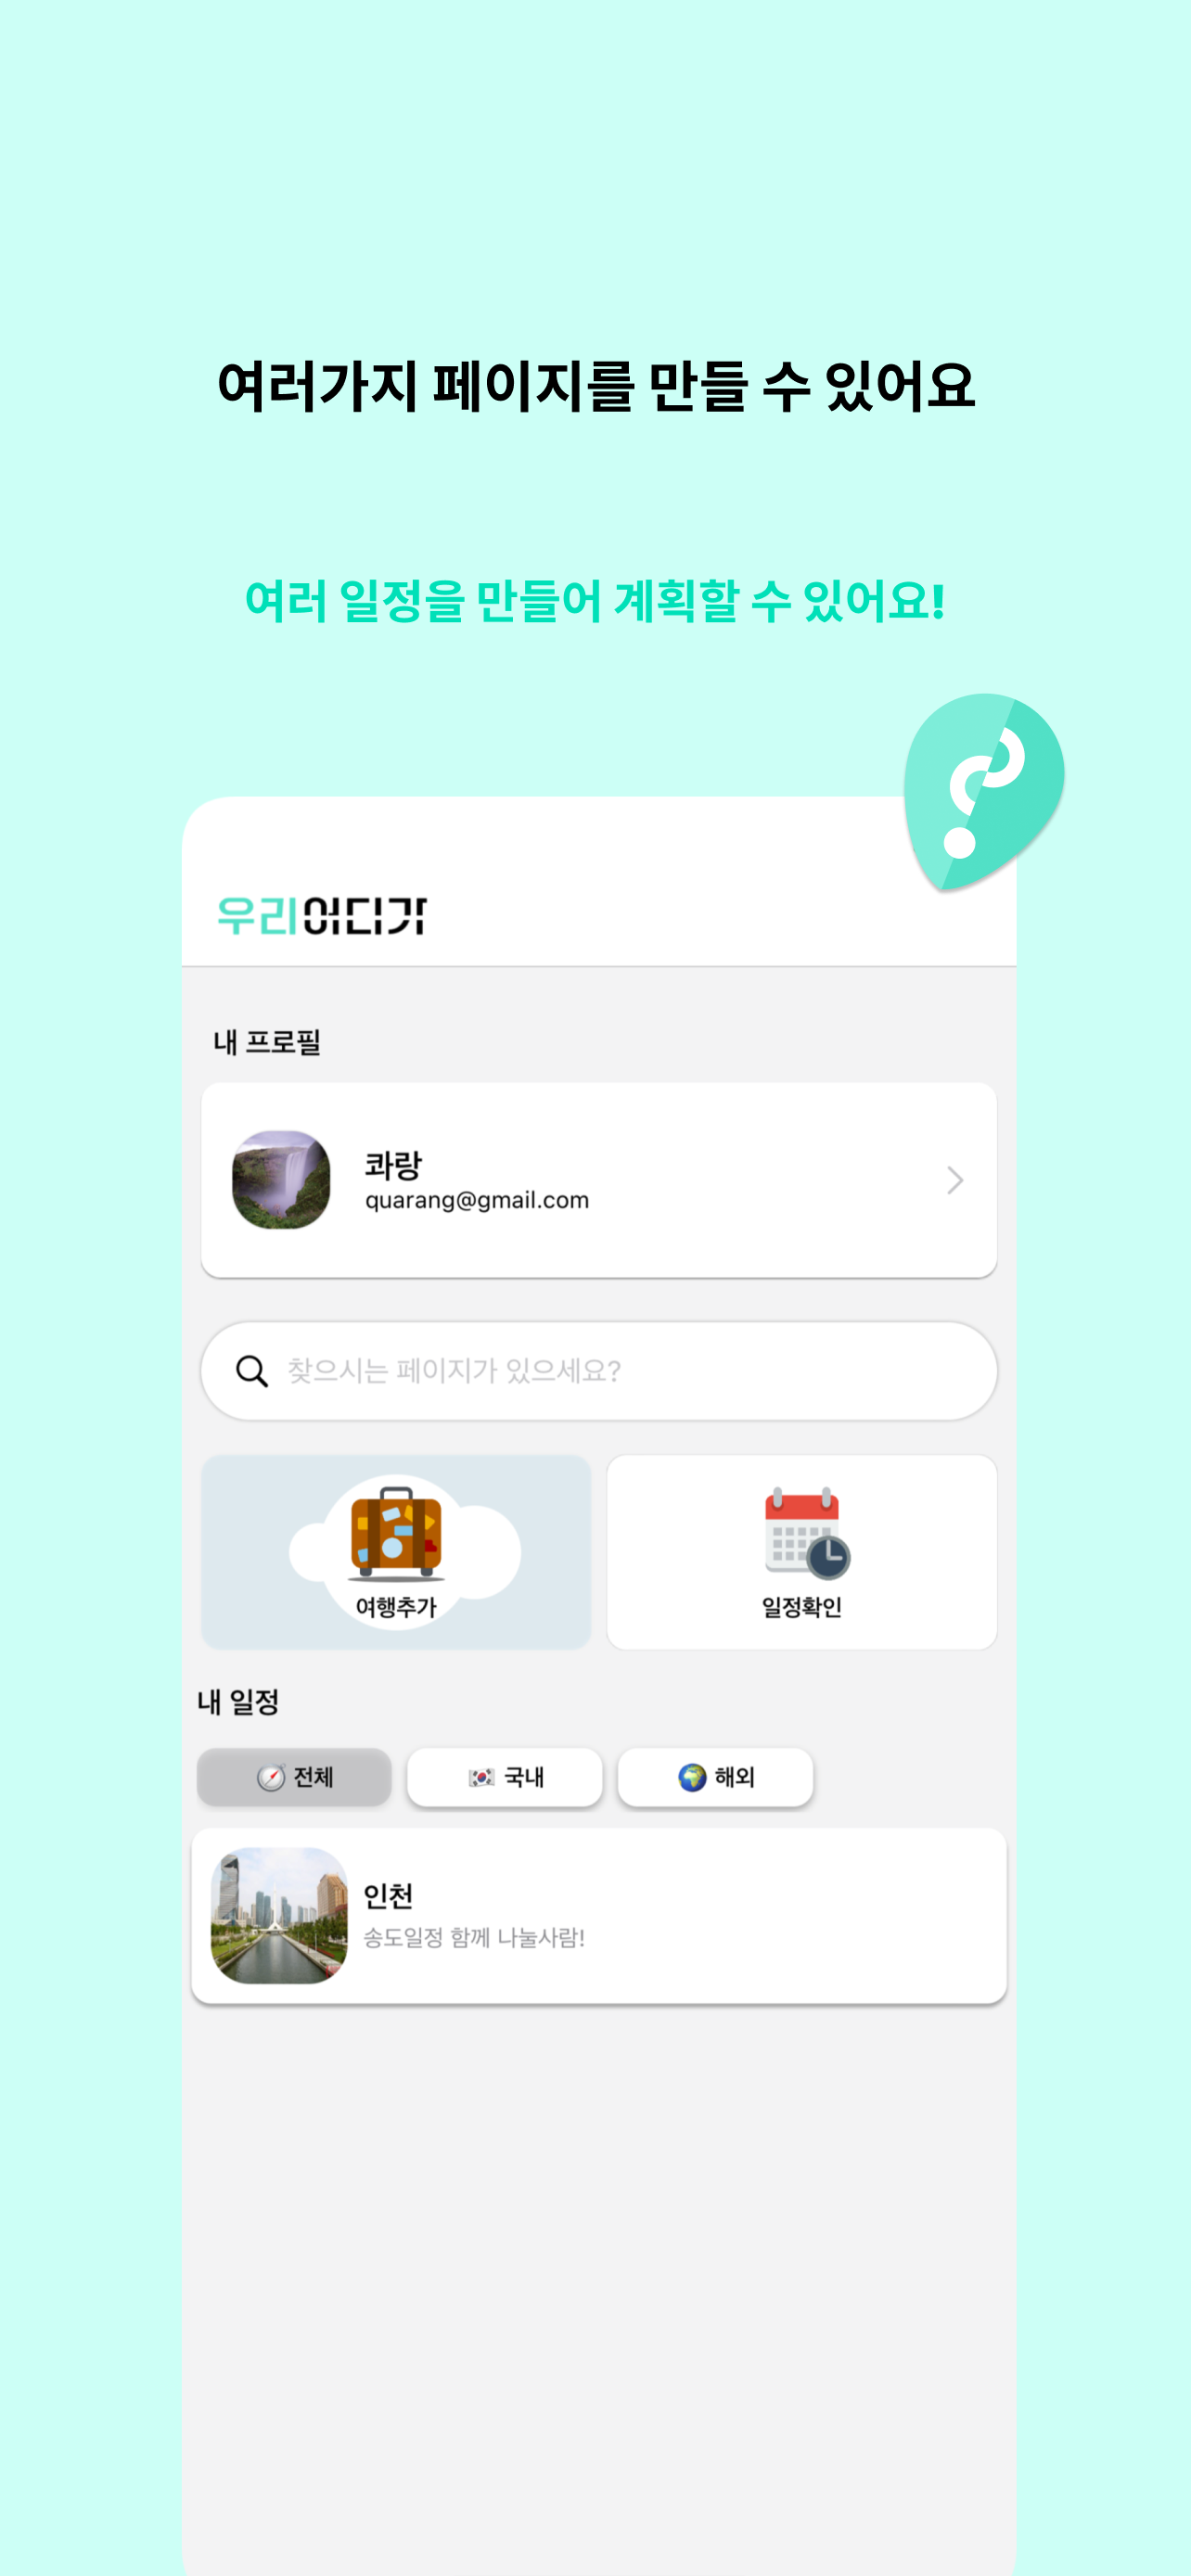 여러가지 페이지를 만들 수 있어요
여러 일정을 만들어 계획할 수 있어요!
우리어디가
내 프로필
콰랑
quarang@gmail.com
찾으시는 페이지가 있으세요?
여행추가
일정확인
내 일정
전체
국내
해외
인천
송도일정 함께 나눌사람!